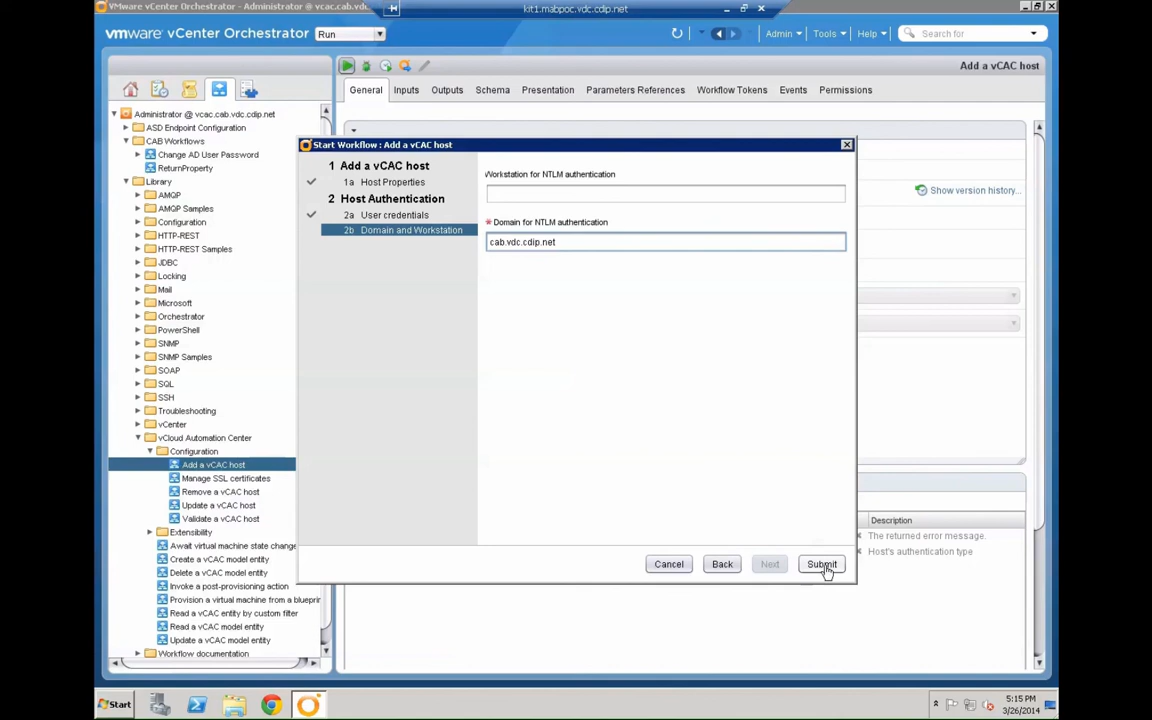 VMware vCenter Orchestrator - Administrator @ vcac.cab.vdc.cdip.net
kit1.mabpoc.vdc.cdip.net
vmware® vCenter Orchestrator Run
Admin Tools Help Search for
Add a vCAC host
General Inputs Outputs Schema Presentation Parameters References Workflow Tokens Events Permissions
Administrator @ vcac.cab.vdc.cdip.net
ASD Endpoint Configuration
CAB Workflows
Change AD User Password
ReturnProperty
Library
AMQP
AMQP Samples
Configuration
HTTP-REST
HTTP-REST Samples
JDBC
Locking
Mail
Microsoft
Orchestrator
PowerShell
SNMP
SNMP Samples
SOAP
SQL
SSH
Troubleshooting
vCenter
vCloud Automation Center
Configuration
Add a vCAC host
Manage SSL certificates
Remove a vCAC host
Update a vCAC host
Validate a vCAC host
Extensibility
Await virtual machine state change
Create a vCAC model entity
Delete a vCAC model entity
Invoke a post-provisioning action
Provision a virtual machine from a blueprin
Read a vCAC entity by custom filter
Read a vCAC model entity
Update a vCAC model entity
Workflow documentation
Start Workflow : Add a vCAC host
1 Add a vCAC host
1a Host Properties
2 Host Authentication
2a User credentials
2b Domain and Workstation
Workstation for NTLM authentication
* Domain for NTLM authentication
cab.vdc.cdip.net
Cancel Back Next Submit
Show version history...
Description
The returned error message.
Host's authentication type
Start
5:15 PM
3/26/2014